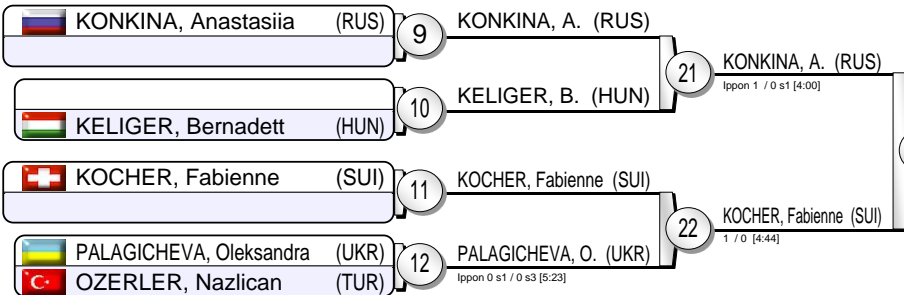 KONKINA, Anastasiia (RUS) 9 KONKINA, A. (RUS)
21 KONKINA, A. (RUS)
Ippon 1 / 0 s1 [4:00]
10 KELIGER, B. (HUN)
KELIGER, Bernadett (HUN)
KOCHER, Fabienne (SUI) 11 KOCHER, Fabienne (SUI)
22 KOCHER, Fabienne (SUI)
1 / 0 [4:44]
PALAGICHEVA, Oleksandra (UKR) 12 PALAGICHEVA, O. (UKR)
OZERLER, Nazlican (TUR) Ippon 0 s1 / 0 s3 [5:23]